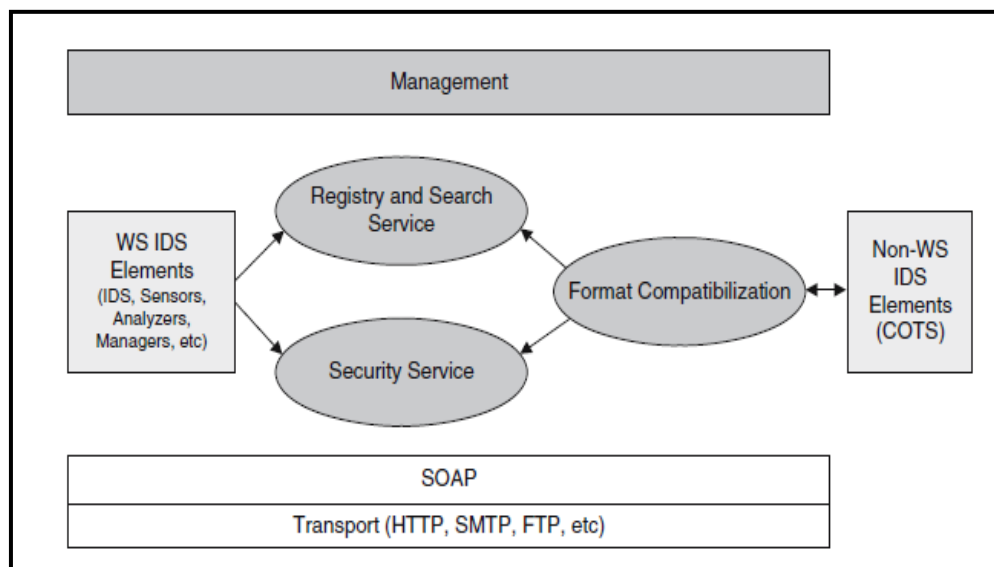 Management
Registry and Search
Service
WS IDS
Elements
(IDS, Sensors,
Analyzers,
Managers, etc)
Format Compatibilization
Non-WS
IDS
Elements
(COTS)
Security Service
SOAP
Transport (HTTP, SMTP, FTP, etc)